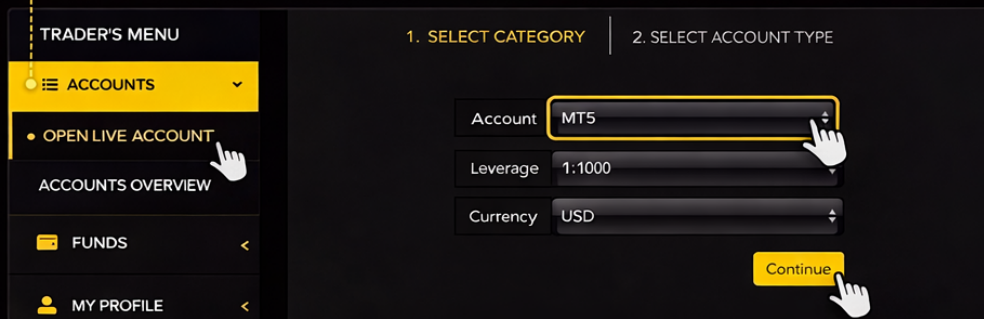 TRADER'S MENU
ACCOUNTS
OPEN LIVE ACCOUNT
ACCOUNTS OVERVIEW
FUNDS
MY PROFILE
1. SELECT CATEGORY
2. SELECT ACCOUNT TYPE
Account MT5
Leverage 1:1000
Currency USD
Continue